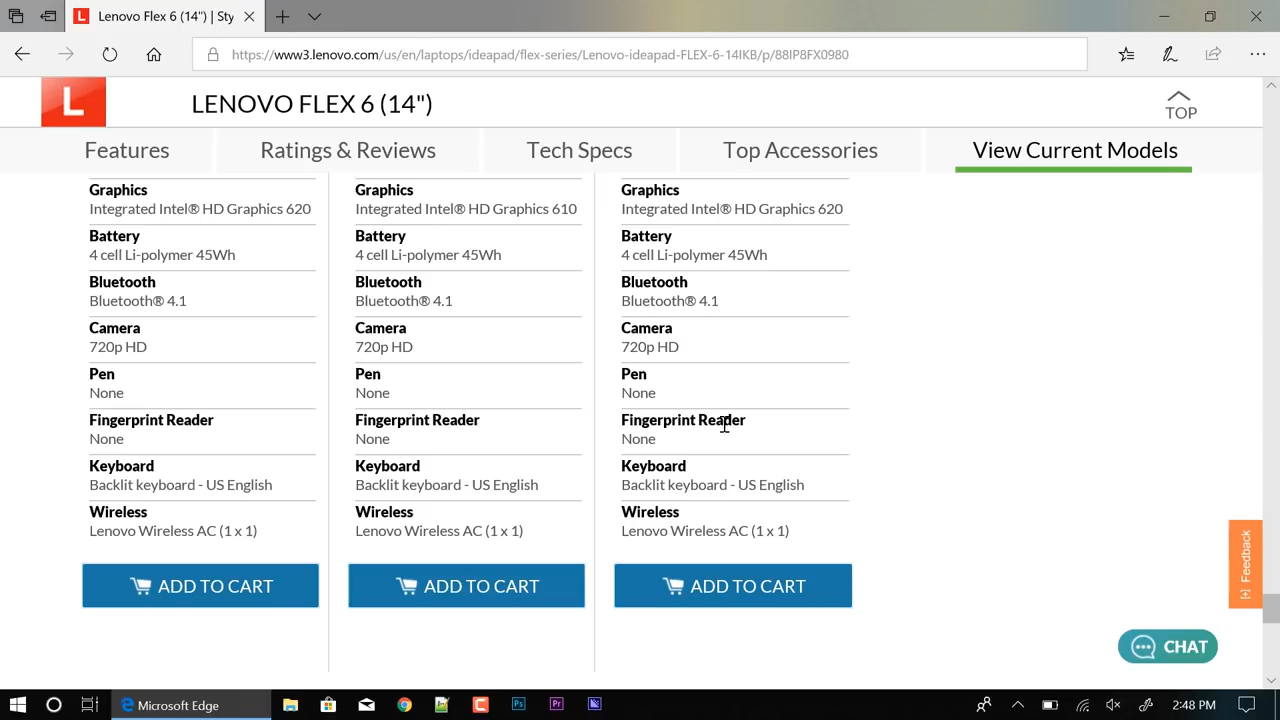 Lenovo Flex 6 (14") | Sty
https://www3.lenovo.com/us/en/laptops/ideapad/flex-series/Lenovo-ideapad-FLEX-6-14IKB/p/88IP8FX0980
L
LENOVO FLEX 6 (14")
TOP
Features
Ratings & Reviews
Tech Specs
Top Accessories
View Current Models
Graphics
Integrated Intel® HD Graphics 620
Battery
4 cell Li-polymer 45Wh
Bluetooth
Bluetooth® 4.1
Camera
720p HD
Pen
None
Fingerprint Reader
None
Keyboard
Backlit keyboard - US English
Wireless
Lenovo Wireless AC (1 x 1)
ADD TO CART
Graphics
Integrated Intel® HD Graphics 610
Battery
4 cell Li-polymer 45Wh
Bluetooth
Bluetooth® 4.1
Camera
720p HD
Pen
None
Fingerprint Reader
None
Keyboard
Backlit keyboard - US English
Wireless
Lenovo Wireless AC (1 x 1)
ADD TO CART
Graphics
Integrated Intel® HD Graphics 620
Battery
4 cell Li-polymer 45Wh
Bluetooth
Bluetooth® 4.1
Camera
720p HD
Pen
None
Fingerprint Reader
None
Keyboard
Backlit keyboard - US English
Wireless
Lenovo Wireless AC (1 x 1)
ADD TO CART
[+] Feedback
CHAT
Microsoft Edge
Ps
Pr
2:48 PM